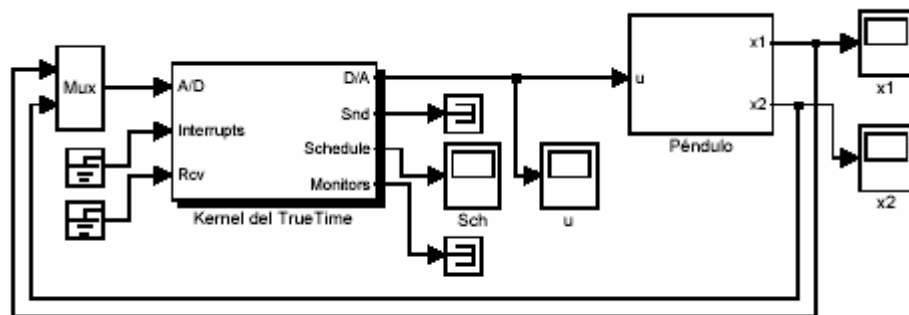 Mux
A/D
Interrupts
Rcv
D/A
Snd
Schedule
Monitors
Kernel del TrueTime
Sch
u
u
x1
x2
Péndulo
x1
x2